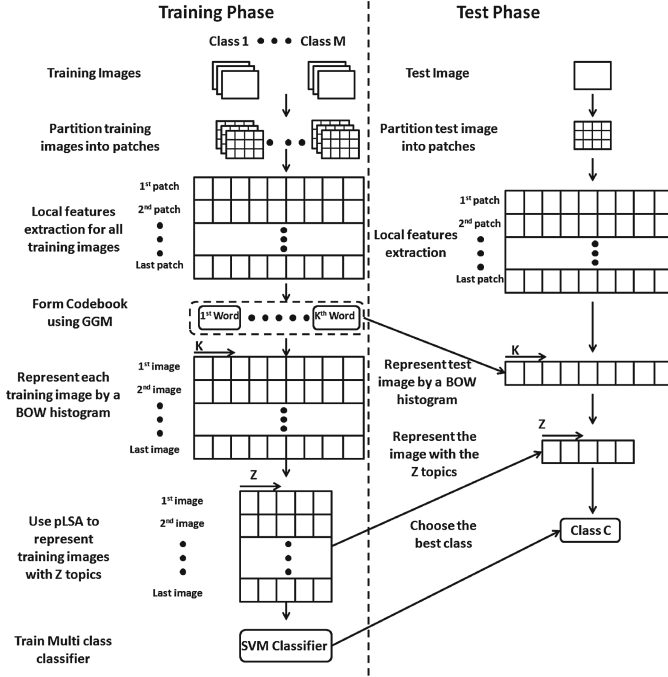 Training Phase
Class 1 Class M
Training Images
Partition training
images into patches
1st patch
2nd patch
Local features
extraction for all
training images
Last patch
Form Codebook
using GGM
1st Word Kth Word
K
1st image
Represent each
training image by a
BOW histogram
2nd image
Last image
Z
1st image
2nd image
Use pLSA to
represent
training images
with Z topics
Last image
Train Multi class
classifier
SVM Classifier
Test Phase
Test Image
Partition test image
into patches
1st patch
2nd patch
Local features
extraction
Last patch
K
Represent test
image by a BOW
histogram
Z
Represent the
image with the
Z topics
Choose the
best class
Class C